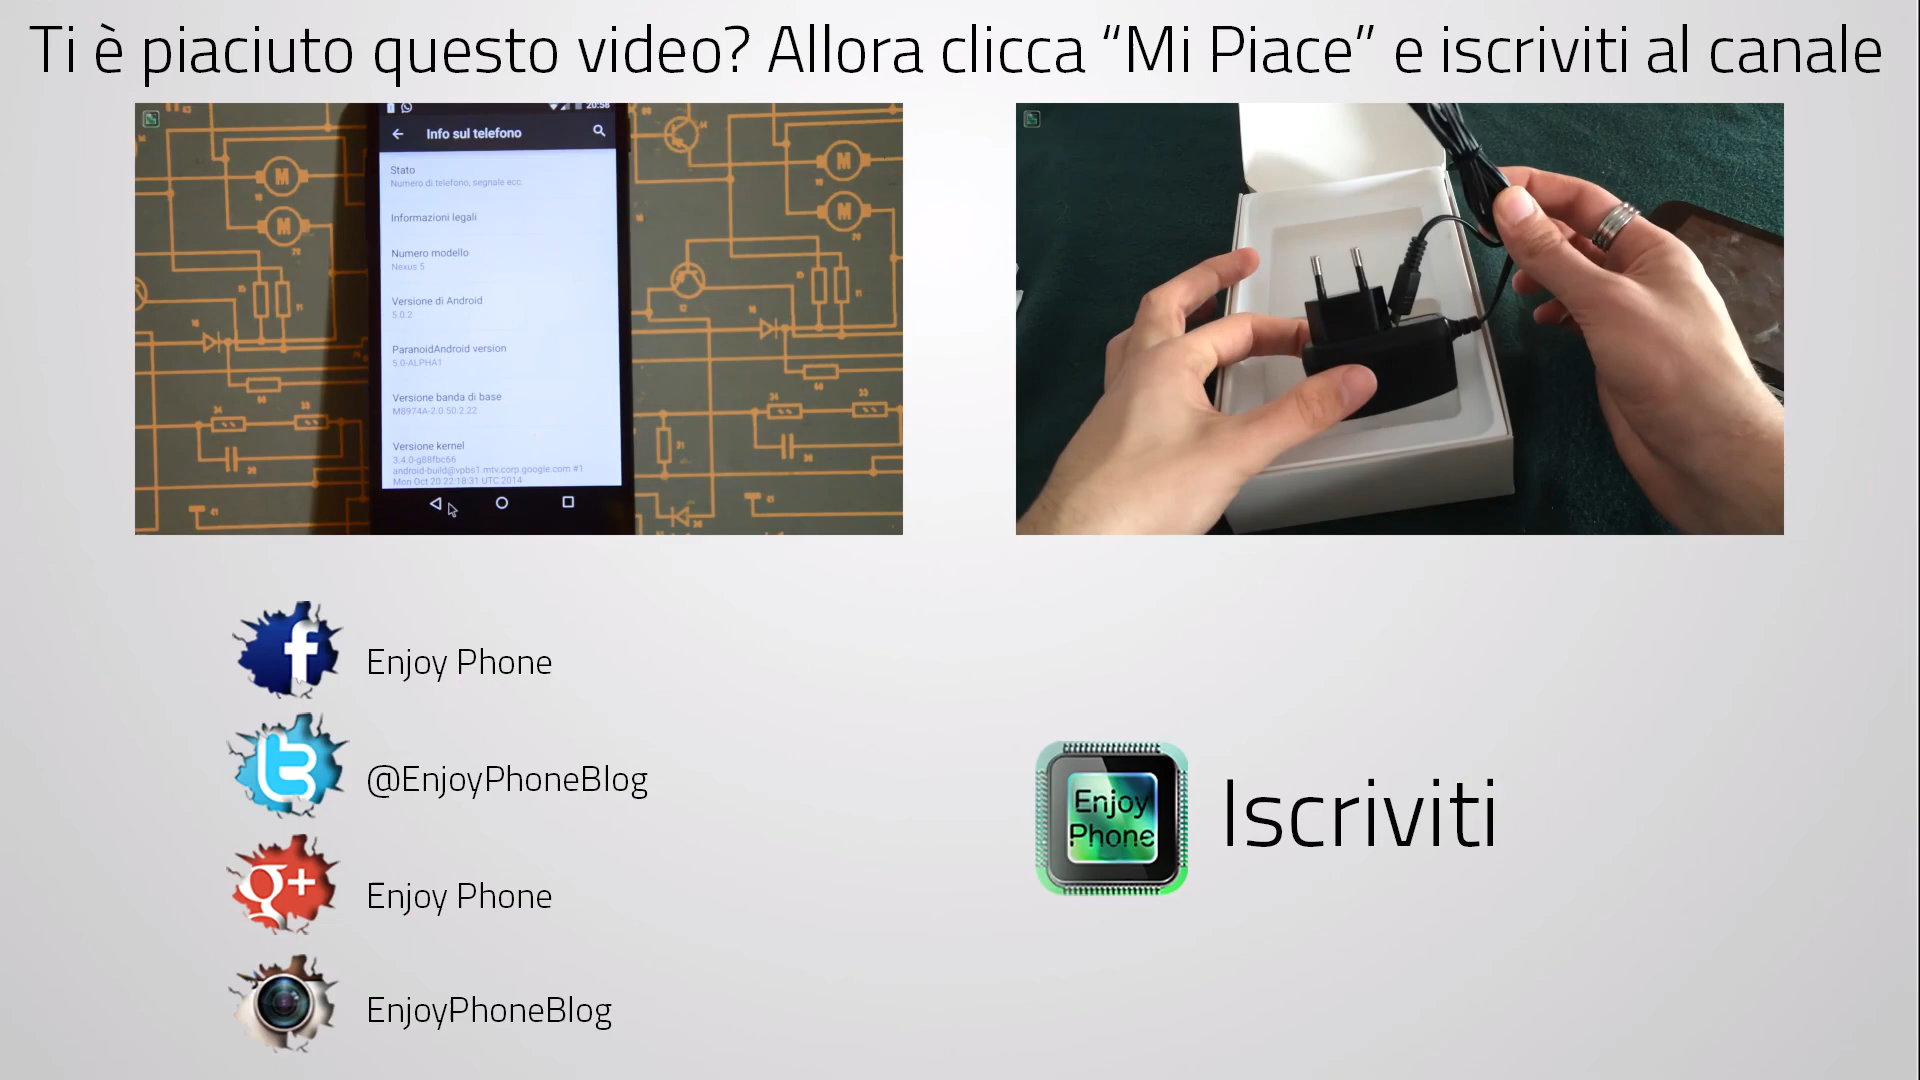 Ti è piaciuto questo video? Allora clicca “Mi Piace” e iscriviti al canale
20:58
Info sul telefono
Stato
Numero di telefono, segnale ecc.
Informazioni legali
Numero modello
Nexus 5
Versione di Android
5.0.2
ParanoidAndroid version
5.0-ALPHA1
Versione banda di base
M8974A-2.0.50.2.22
Versione kernel
3.4.0-g88fbc66
android-build@vpbs1.mtv.corp.google.com #1
Mon Oct 20 22:18:31 UTC 2014
M
M
M
M
Enjoy Phone
@EnjoyPhoneBlog
Enjoy Phone
EnjoyPhoneBlog
Enjoy
Phone
Iscriviti